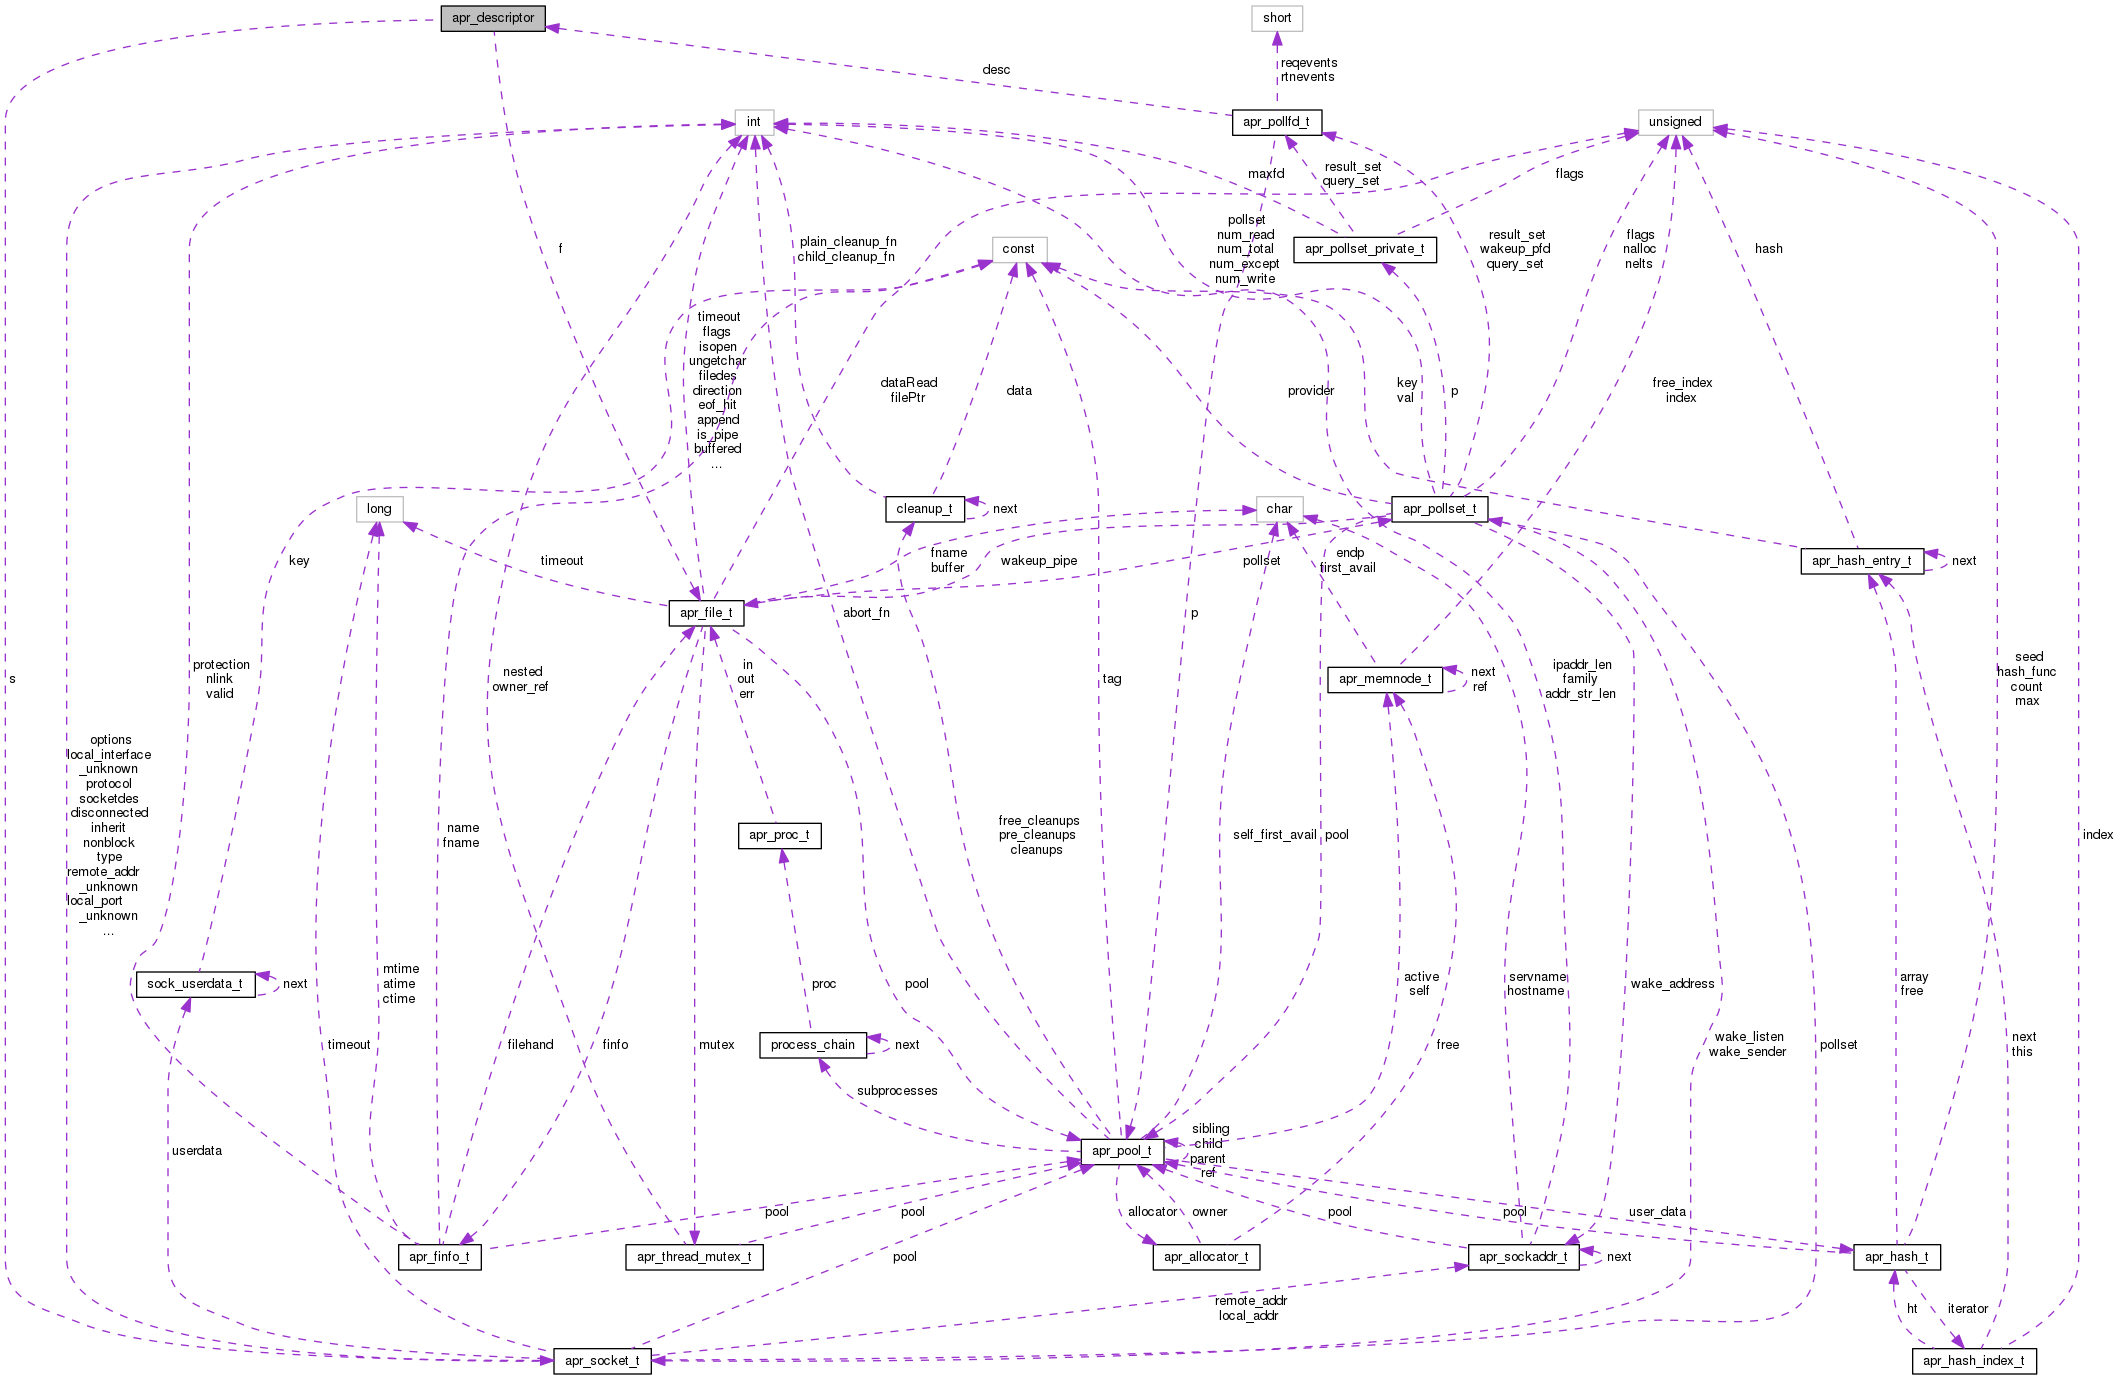 apr_descriptor
short
desc
reqevents
rtnevents
int
apr_pollfd_t
unsigned
maxfd
result_set
query_set
flags
f
plain_cleanup_fn
child_cleanup_fn
const
pollset
num_read
num_total
num_except
num_write
apr_pollset_private_t
result_set
wakeup_pfd
query_set
flags
nalloc
nelts
hash
timeout
flags
isopen
ungetchar
filedes
direction
eof_hit
append
is_pipe
buffered
...
dataRead
filePtr
data
provider
key
val
p
free_index
index
long
cleanup_t
next
char
apr_pollset_t
key
timeout
fname
buffer
wakeup_pipe
pollset
endp
first_avail
apr_hash_entry_t
next
apr_file_t
abort_fn
p
s
protection
nlink
valid
nested
owner_ref
in
out
err
tag
apr_memnode_t
next
ref
ipaddr_len
family
addr_str_len
seed
hash_func
count
max
options
local_interface
_unknown
protocol
socketdes
disconnected
inherit
nonblock
type
remote_addr
_unknown
local_port
_unknown
...
name
fname
apr_proc_t
free_cleanups
pre_cleanups
cleanups
self_first_avail
pool
index
sock_userdata_t
next
mtime
atime
ctime
proc
pool
active
self
servname
hostname
wake_address
array
free
timeout
filehand
finfo
mutex
process_chain
next
free
wake_listen
wake_sender
pollset
next
this
subprocesses
userdata
apr_pool_t
sibling
child
parent
ref
pool
pool
allocator
owner
pool
pool
user_data
apr_finfo_t
apr_thread_mutex_t
pool
apr_allocator_t
apr_sockaddr_t
next
apr_hash_t
remote_addr
local_addr
ht
iterator
apr_socket_t
apr_hash_index_t